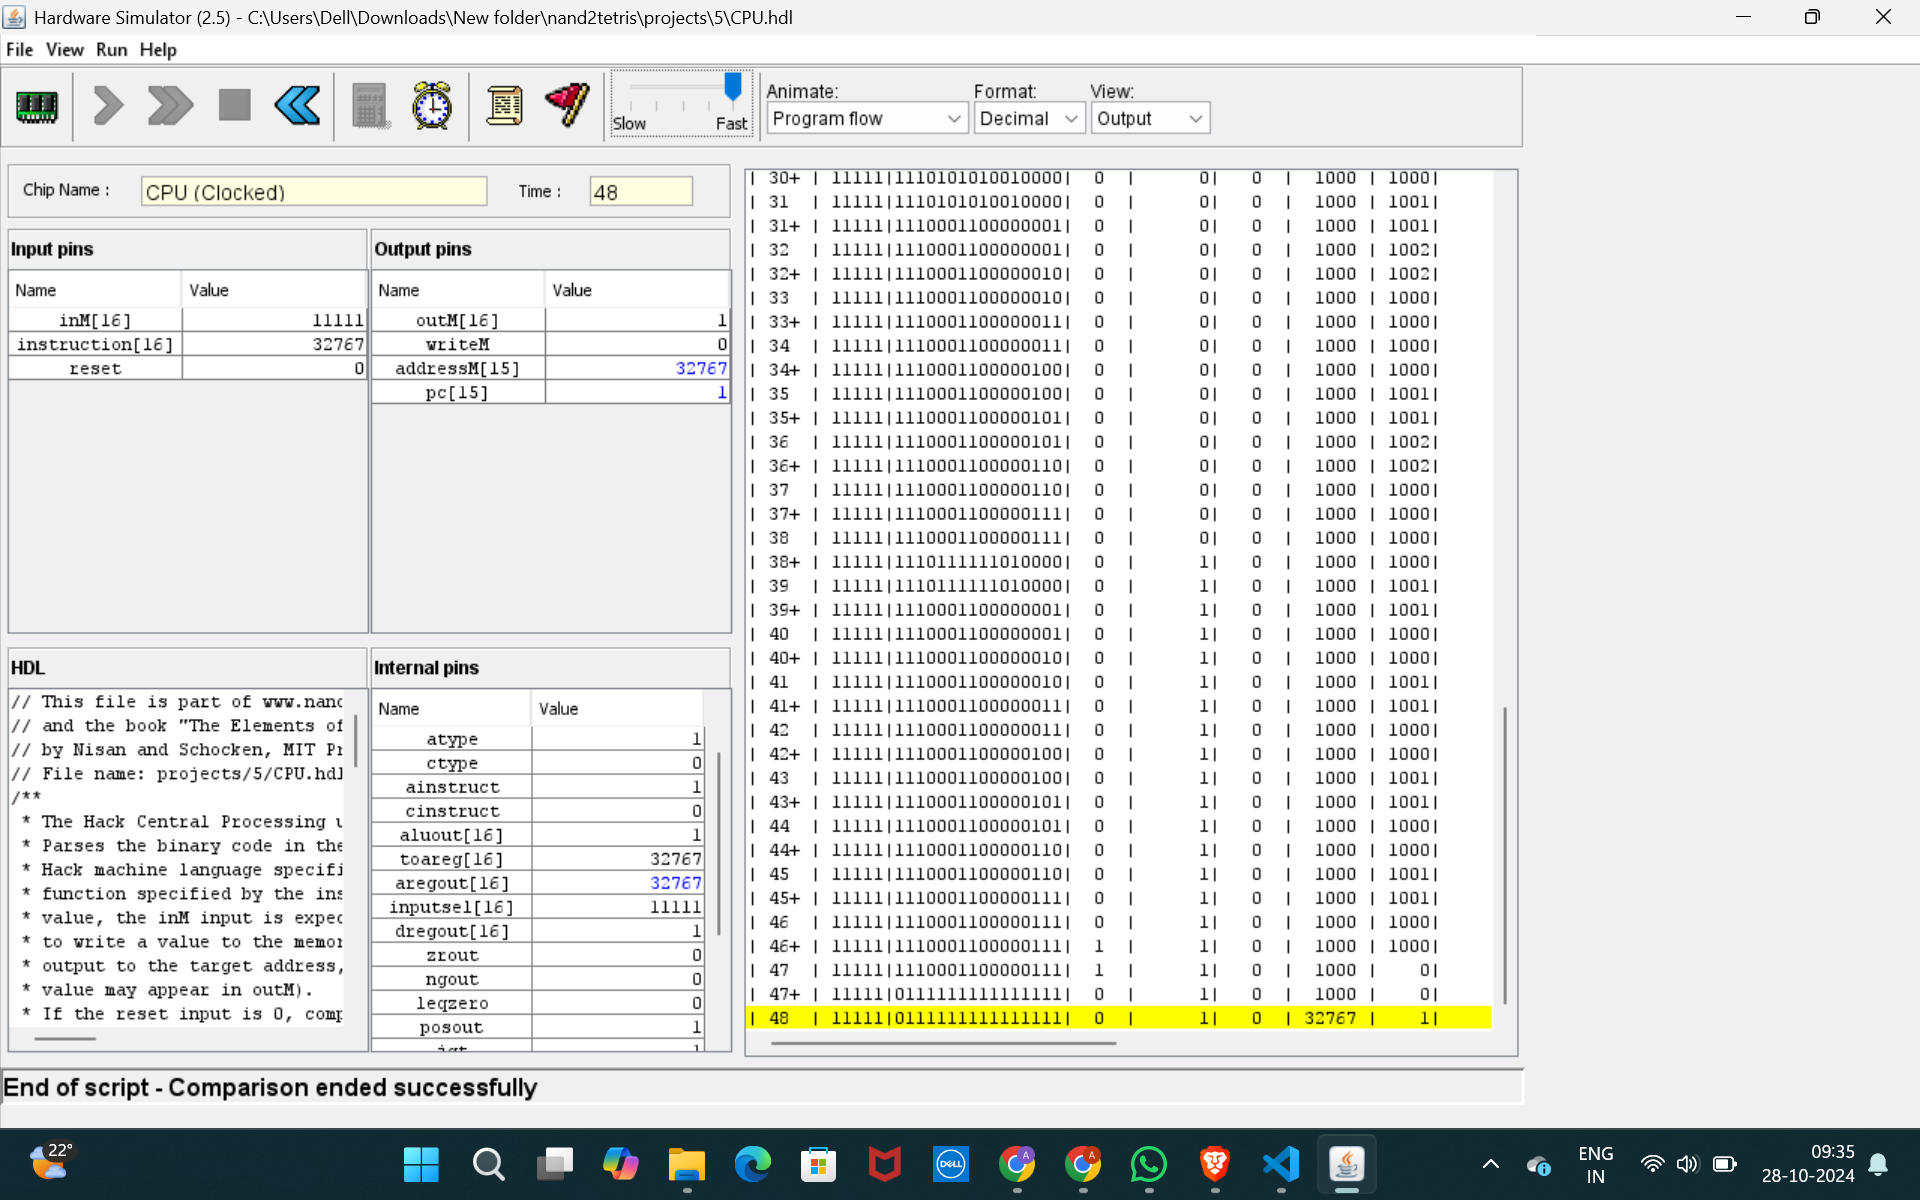 Hardware Simulator (2.5) - C:\Users\Dell\Downloads\New folder\nand2tetris\projects\5\CPU.hdl
File View Run Help
Slow Fast
Animate: Format: View:
Program flow Decimal Output
Chip Name : CPU (Clocked) Time : 48
Input pins
Name Value
inM[16] 11111
instruction[16] 32767
reset 0
Output pins
Name Value
outM[16] 1
writeM 0
addressM[15] 32767
pc[15] 1
HDL
// This file is part of www.nand
// and the book "The Elements of
// by Nisan and Schocken, MIT Pr
// File name: projects/5/CPU.hdl
/**
* The Hack Central Processing u
* Parses the binary code in the
* Hack machine language specifi
* function specified by the ins
* value, the inM input is expec
* to write a value to the memor
* output to the target address,
* value may appear in outM).
* If the reset input is 0, comp
Internal pins
Name Value
atype 1
ctype 0
ainstruct 1
cinstruct 0
aluout[16] 1
toareg[16] 32767
aregout[16] 32767
inputsel[16] 11111
dregout[16] 1
zrout 0
ngout 0
leqzero 0
posout 1
jgt 1
| 30+ | 11111|1110101010010000| 0 | 0| 0 | 1000 | 1000|
| 31 | 11111|1110101010010000| 0 | 0| 0 | 1000 | 1001|
| 31+ | 11111|1110001100000001| 0 | 0| 0 | 1000 | 1001|
| 32 | 11111|1110001100000001| 0 | 0| 0 | 1000 | 1002|
| 32+ | 11111|1110001100000010| 0 | 0| 0 | 1000 | 1002|
| 33 | 11111|1110001100000010| 0 | 0| 0 | 1000 | 1000|
| 33+ | 11111|1110001100000011| 0 | 0| 0 | 1000 | 1000|
| 34 | 11111|1110001100000011| 0 | 0| 0 | 1000 | 1000|
| 34+ | 11111|1110001100000100| 0 | 0| 0 | 1000 | 1000|
| 35 | 11111|1110001100000100| 0 | 0| 0 | 1000 | 1001|
| 35+ | 11111|1110001100000101| 0 | 0| 0 | 1000 | 1001|
| 36 | 11111|1110001100000101| 0 | 0| 0 | 1000 | 1002|
| 36+ | 11111|1110001100000110| 0 | 0| 0 | 1000 | 1002|
| 37 | 11111|1110001100000110| 0 | 0| 0 | 1000 | 1000|
| 37+ | 11111|1110001100000111| 0 | 0| 0 | 1000 | 1000|
| 38 | 11111|1110001100000111| 0 | 0| 0 | 1000 | 1000|
| 38+ | 11111|1110111111010000| 0 | 1| 0 | 1000 | 1000|
| 39 | 11111|1110111111010000| 0 | 1| 0 | 1000 | 1001|
| 39+ | 11111|1110001100000001| 0 | 1| 0 | 1000 | 1001|
| 40 | 11111|1110001100000001| 0 | 1| 0 | 1000 | 1000|
| 40+ | 11111|1110001100000010| 0 | 1| 0 | 1000 | 1000|
| 41 | 11111|1110001100000010| 0 | 1| 0 | 1000 | 1001|
| 41+ | 11111|1110001100000011| 0 | 1| 0 | 1000 | 1001|
| 42 | 11111|1110001100000011| 0 | 1| 0 | 1000 | 1000|
| 42+ | 11111|1110001100000100| 0 | 1| 0 | 1000 | 1000|
| 43 | 11111|1110001100000100| 0 | 1| 0 | 1000 | 1001|
| 43+ | 11111|1110001100000101| 0 | 1| 0 | 1000 | 1001|
| 44 | 11111|1110001100000101| 0 | 1| 0 | 1000 | 1000|
| 44+ | 11111|1110001100000110| 0 | 1| 0 | 1000 | 1000|
| 45 | 11111|1110001100000110| 0 | 1| 0 | 1000 | 1001|
| 45+ | 11111|1110001100000111| 0 | 1| 0 | 1000 | 1001|
| 46 | 11111|1110001100000111| 0 | 1| 0 | 1000 | 1000|
| 46+ | 11111|1110001100000111| 1 | 1| 0 | 1000 | 1000|
| 47 | 11111|1110001100000111| 1 | 1| 0 | 1000 | 0|
| 47+ | 11111|0111111111111111| 0 | 1| 0 | 1000 | 0|
| 48 | 11111|0111111111111111| 0 | 1| 0 | 32767 | 1|
End of script - Comparison ended successfully
22°
DELL
A
A
ENG
IN
09:35
28-10-2024